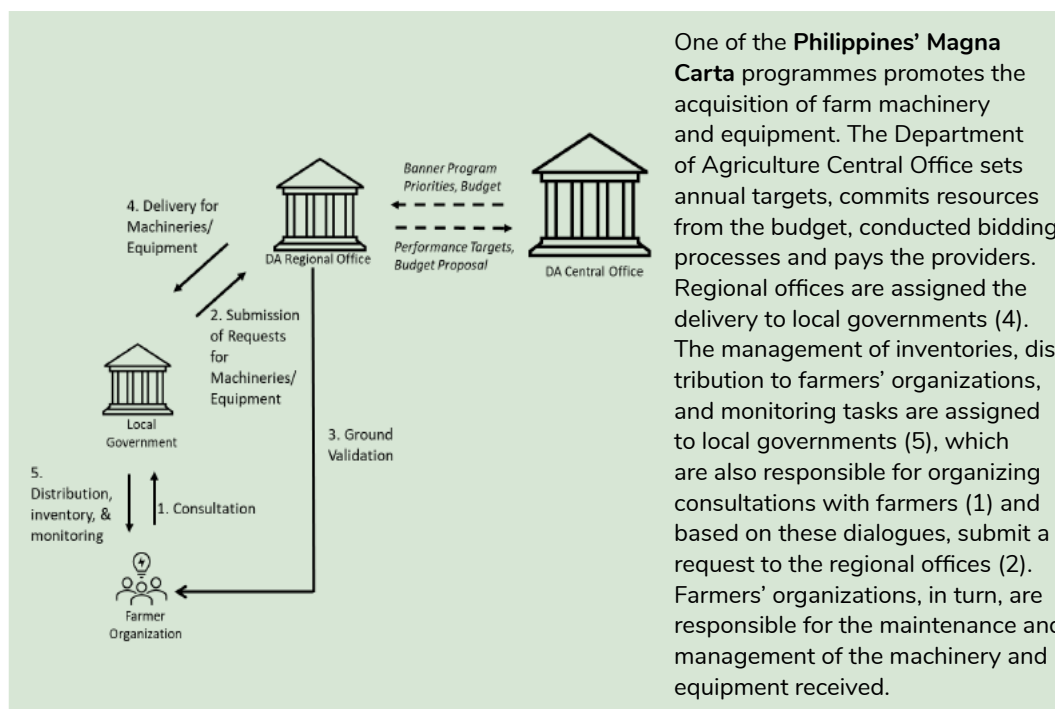 One of the Philippines’ Magna
Carta programmes promotes the
acquisition of farm machinery
and equipment. The Department
of Agriculture Central Office sets
annual targets, commits resources
from the budget, conducted bidding
processes and pays the providers.
Regional offices are assigned the
delivery to local governments (4).
The management of inventories, dis
tribution to farmers’ organizations,
and monitoring tasks are assigned
to local governments (5), which
are also responsible for organizing
consultations with farmers (1) and
based on these dialogues, submit a
request to the regional offices (2).
Farmers’ organizations, in turn, are
responsible for the maintenance and
management of the machinery and
equipment received.
Banner Program
Priorities, Budget
Performance Targets,
Budget Proposal
DA Central Office
DA Regional Office
4. Delivery for
Machineries/
Equipment
2. Submission
of Requests
for
Machineries/
Equipment
Local
Government
3. Ground
Validation
5.
Distribution,
inventory, &
monitoring
1. Consultation
Farmer
Organization